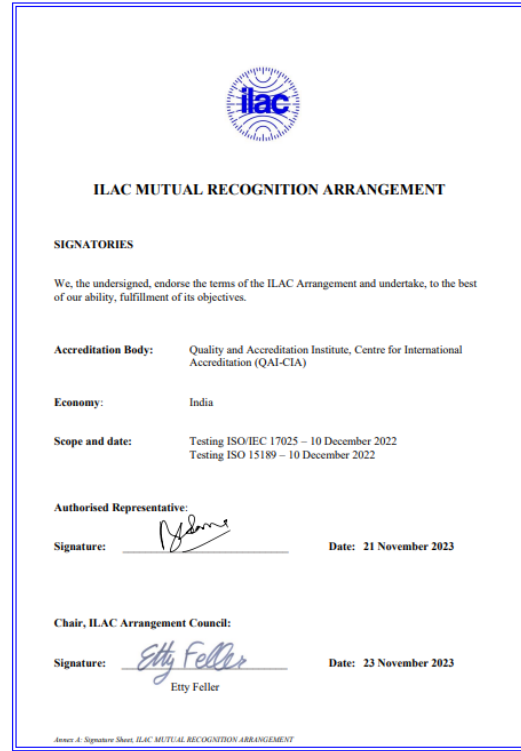 ilac
ILAC MUTUAL RECOGNITION ARRANGEMENT
SIGNATORIES
We, the undersigned, endorse the terms of the ILAC Arrangement and undertake, to the best
of our ability, fulfillment of its objectives.
Accreditation Body: Quality and Accreditation Institute, Centre for International
Accreditation (QAI-CIA)
Economy: India
Scope and date: Testing ISO/IEC 17025 – 10 December 2022
Testing ISO 15189 – 10 December 2022
Authorised Representative:
Signature: Date: 21 November 2023
Chair, ILAC Arrangement Council:
Signature: Etty Feller Date: 23 November 2023
Etty Feller
Annex A: Signature Sheet, ILAC MUTUAL RECOGNITION ARRANGEMENT